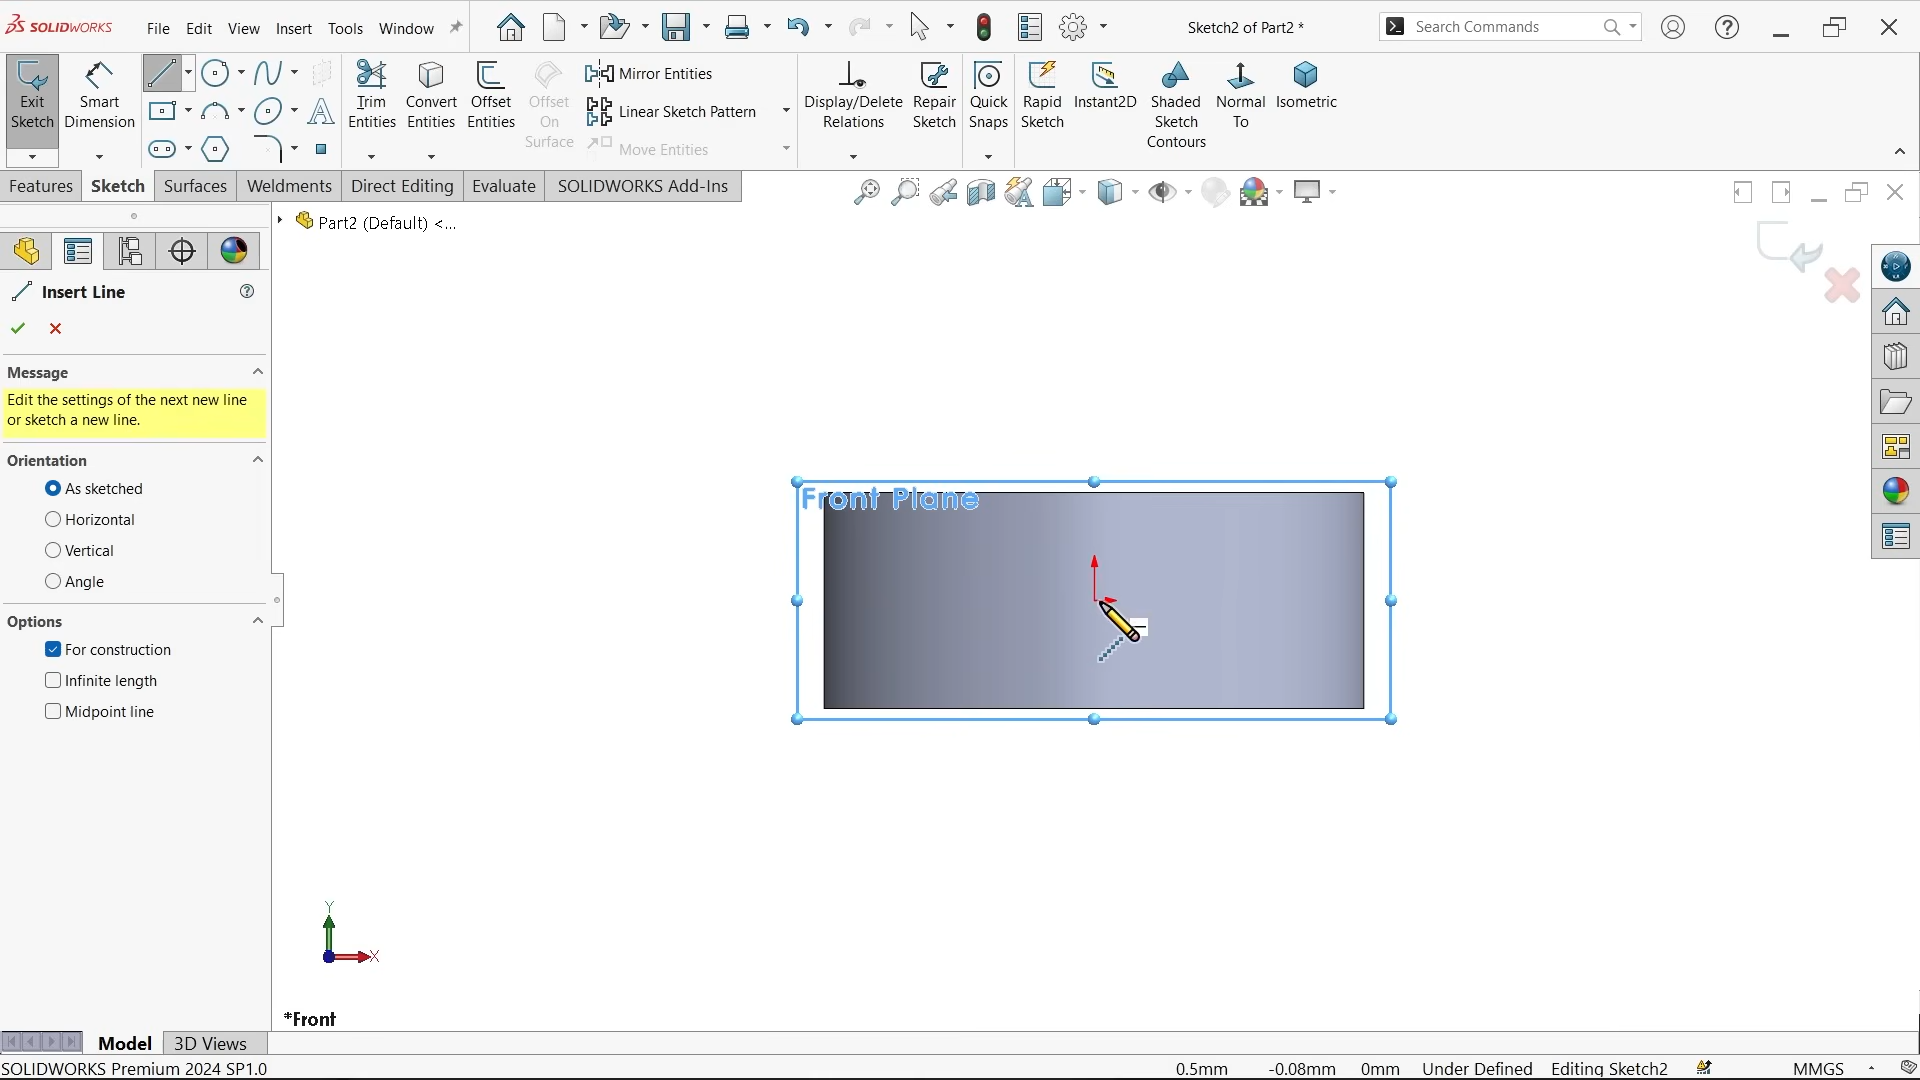 SOLIDWORKS File Edit View Insert Tools Window Sketch2 of Part2 * Search Commands
Exit Sketch
Smart Dimension
Trim Entities
Convert Entities
Offset Entities
Offset On Surface
Mirror Entities
Linear Sketch Pattern
Move Entities
Display/Delete Relations
Repair Sketch
Quick Snaps
Rapid Sketch
Instant2D
Shaded Sketch Contours
Normal To
Isometric
Features Sketch Surfaces Weldments Direct Editing Evaluate SOLIDWORKS Add-Ins
Part2 (Default) <...
Insert Line
Message
Edit the settings of the next new line
or sketch a new line.
Orientation
As sketched
Horizontal
Vertical
Angle
Options
For construction
Infinite length
Midpoint line
Front Plane
Y
X
*Front
Model 3D Views
SOLIDWORKS Premium 2024 SP1.0 0.5mm -0.08mm 0mm Under Defined Editing Sketch2 MMGS